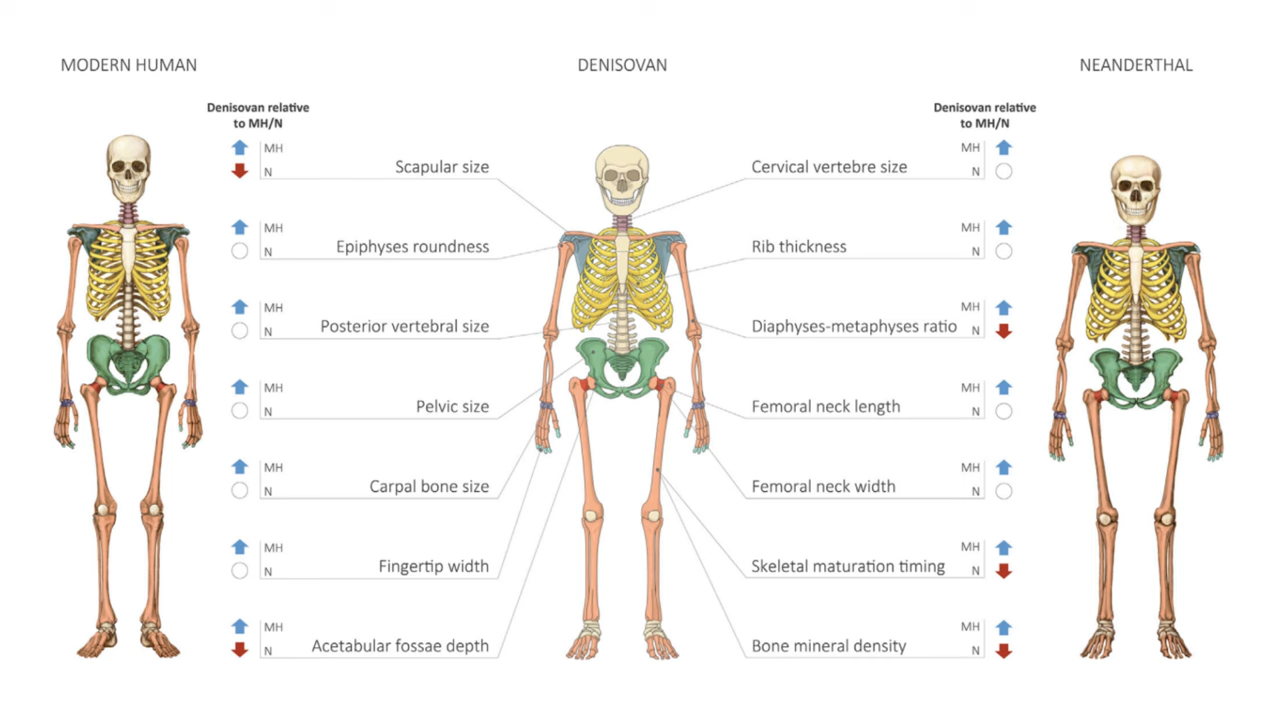 MODERN HUMAN
DENISOVAN
NEANDERTHAL
Denisovan relative
to MH/N
MH
N
Scapular size
MH
N
Epiphyses roundness
MH
N
Posterior vertebral size
MH
N
Pelvic size
MH
N
Carpal bone size
MH
N
Fingertip width
MH
N
Acetabular fossae depth
Denisovan relative
to MH/N
Cervical vertebre size
MH
N
Rib thickness
MH
N
Diaphyses-metaphyses ratio
MH
N
Femoral neck length
MH
N
Femoral neck width
MH
N
Skeletal maturation timing
MH
N
Bone mineral density
MH
N